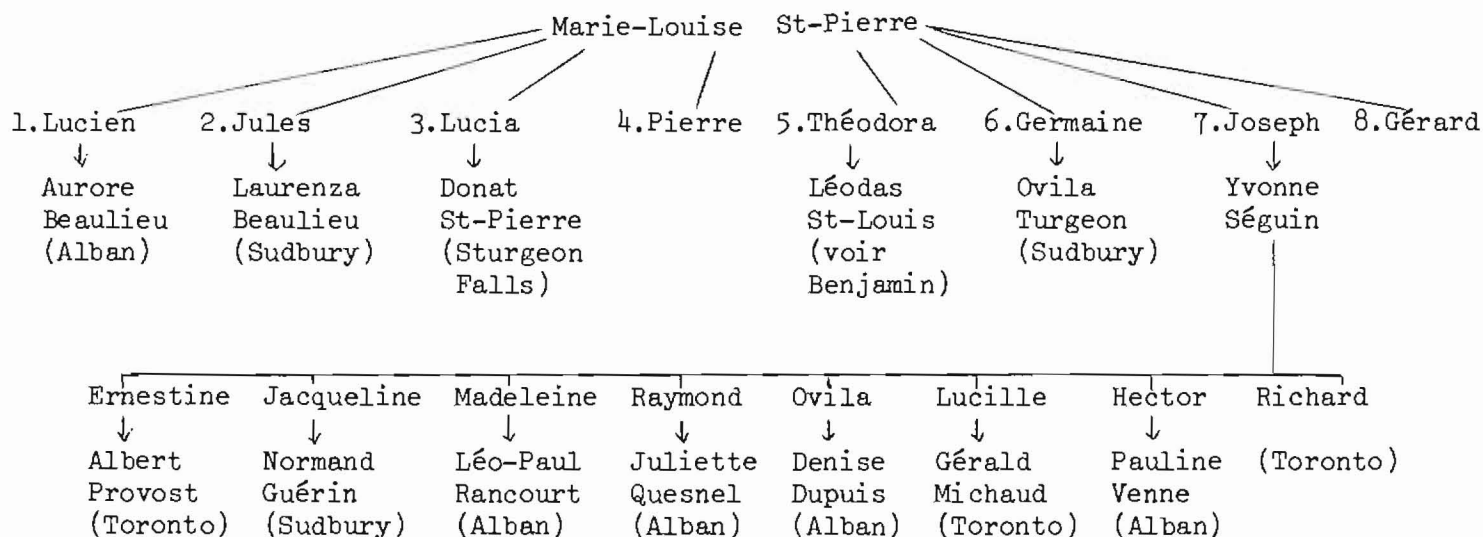 Marie-Louise St-Pierre
1.Lucien 2.Jules 3.Lucia 4.Pierre 5.Théodora 6.Germaine 7.Joseph 8.Gérard
Aurore Laurenza Donat Léodas Ovila Yvonne
Beaulieu Beaulieu St-Pierre St-Louis Turgeon Séguin
(Alban) (Sudbury) (Sturgeon (voir (Sudbury)
Falls) Benjamin)
Ernestine Jacqueline Madeleine Raymond Ovila Lucille Hector Richard
Albert Normand Léo-Paul Juliette Denise Gérald Pauline (Toronto)
Provost Guérin Rancourt Quesnel Dupuis Michaud Venne
(Toronto) (Sudbury) (Alban) (Alban) (Alban) (Toronto) (Alban)